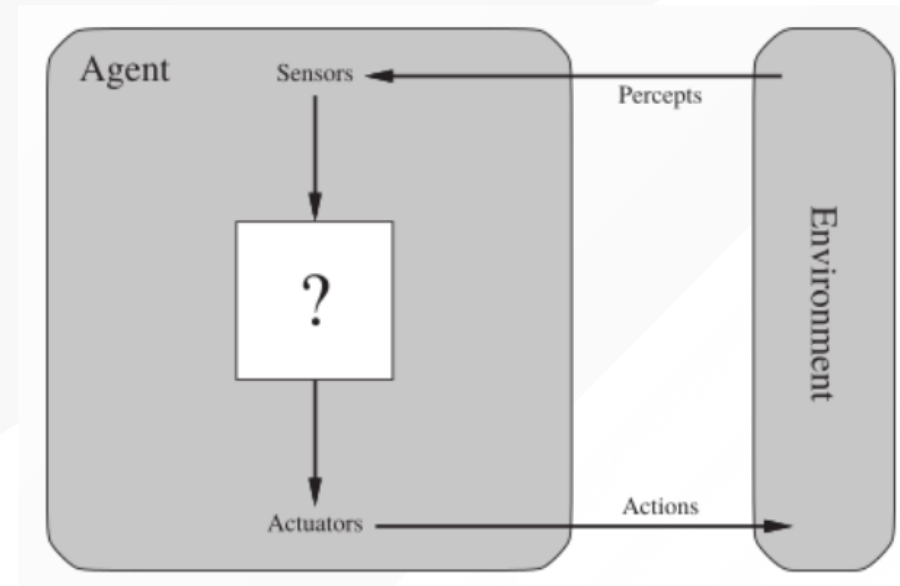 Agent
Sensors
Percepts
?
Environment
Actuators
Actions